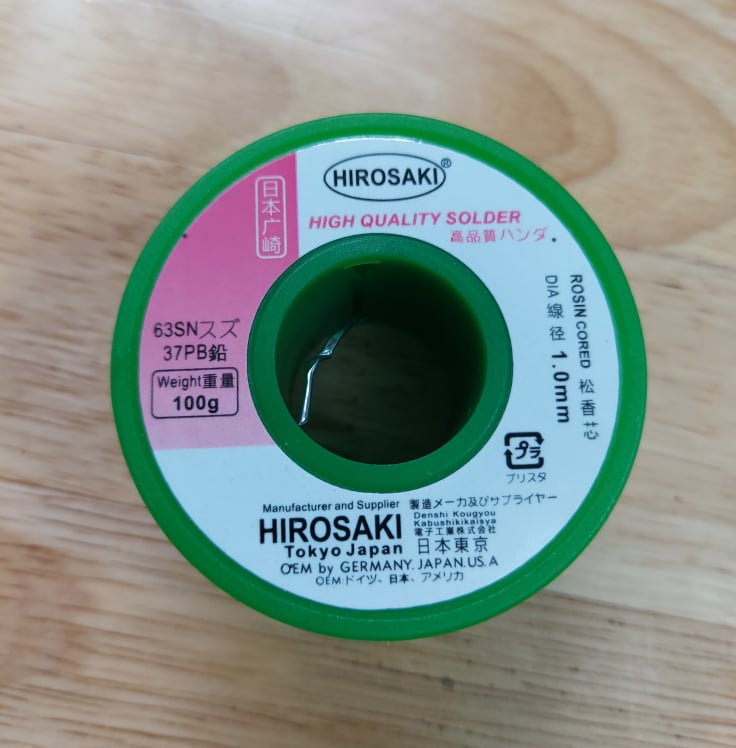 HIROSAKI®
日本广崎
HIGH QUALITY SOLDER
高品質ハンダ.
63SNスズ
37PB鉛
Weight重量
100g
ROSIN CORED 松香芯
DIA 線径 1.0mm
プラ
プリスタ
Manufacturer and Supplier 製造メーカ及びサプライヤー
HIROSAKI
Denshi Kougyou
Kabushikikaisya
電子工業株式会社
Tokyo Japan 日本東京
OEM by GERMANY.JAPAN.US.A
OEMドイツ、日本、アメリカ